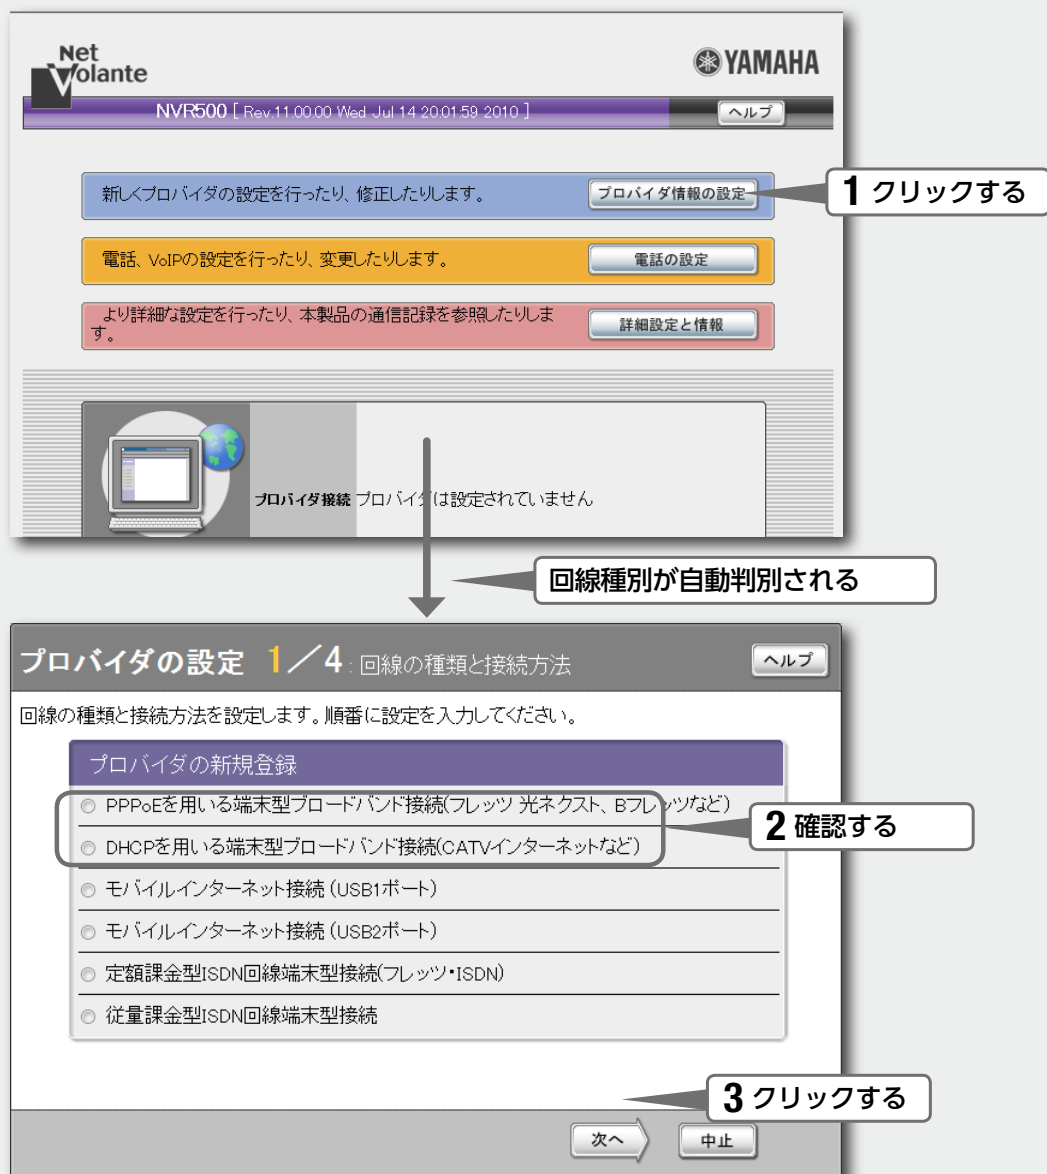 Net
Volante
YAMAHA
NVR500 [ Rev.11.00.00 Wed Jul 14 20:01:59 2010 ]
ヘルプ
新しくプロバイダの設定を行ったり、修正したりします。
プロバイダ情報の設定
1 クリックする
電話、VoIPの設定を行ったり、変更したりします。
電話の設定
より詳細な設定を行ったり、本製品の通信記録を参照したりしま
す。
詳細設定と情報
プロバイダ接続 プロバイダは設定されていません
回線種別が自動判別される
プロバイダの設定 1／4 : 回線の種類と接続方法
ヘルプ
回線の種類と接続方法を設定します。順番に設定を入力してください。
プロバイダの新規登録
PPPoEを用いる端末型ブロードバンド接続(フレッツ 光ネクスト、Bフレッツなど)
2 確認する
DHCPを用いる端末型ブロードバンド接続(CATVインターネットなど)
モバイルインターネット接続 (USB1ポート)
モバイルインターネット接続 (USB2ポート)
定額課金型ISDN回線端末型接続(フレッツ・ISDN)
従量課金型ISDN回線端末型接続
3 クリックする
次へ
中止